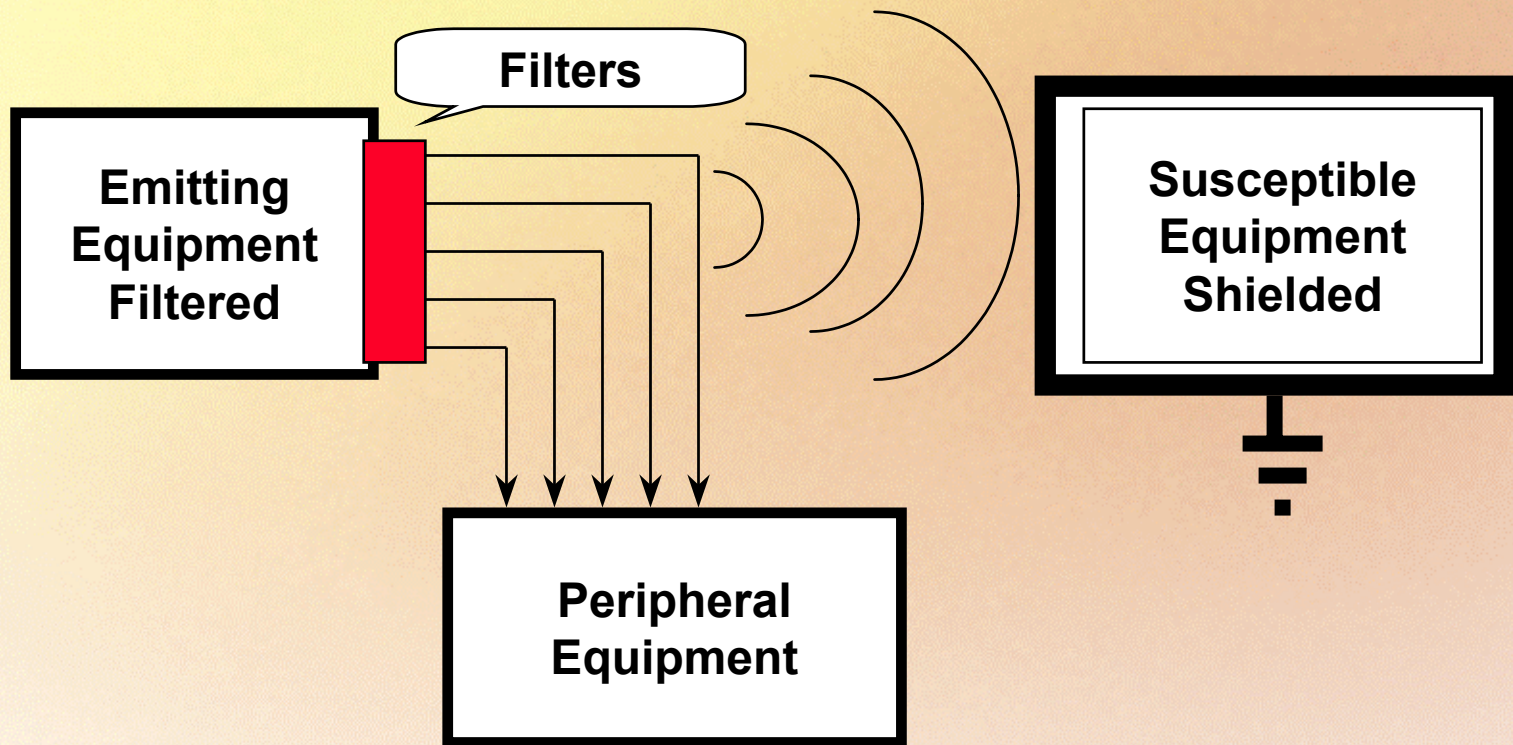 Filters
Emitting
Equipment
Filtered
Susceptible
Equipment
Shielded
Peripheral
Equipment